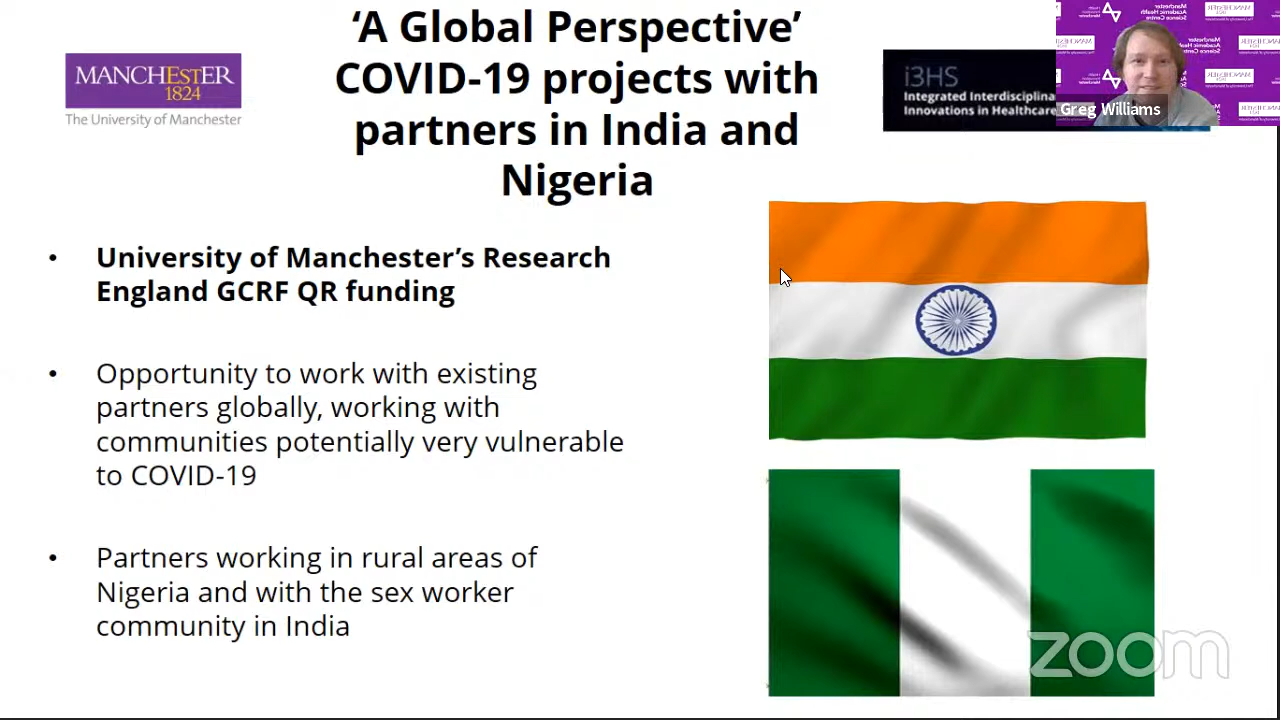 ‘A Global Perspective’
COVID-19 projects with
partners in India and
Nigeria
MANCHESTER
1824
The University of Manchester
i3HS
Integrated Interdisciplina
Innovations in Healthcare
Greg Williams
• University of Manchester’s Research
England GCRF QR funding
• Opportunity to work with existing
partners globally, working with
communities potentially very vulnerable
to COVID-19
• Partners working in rural areas of
Nigeria and with the sex worker
community in India
zoom